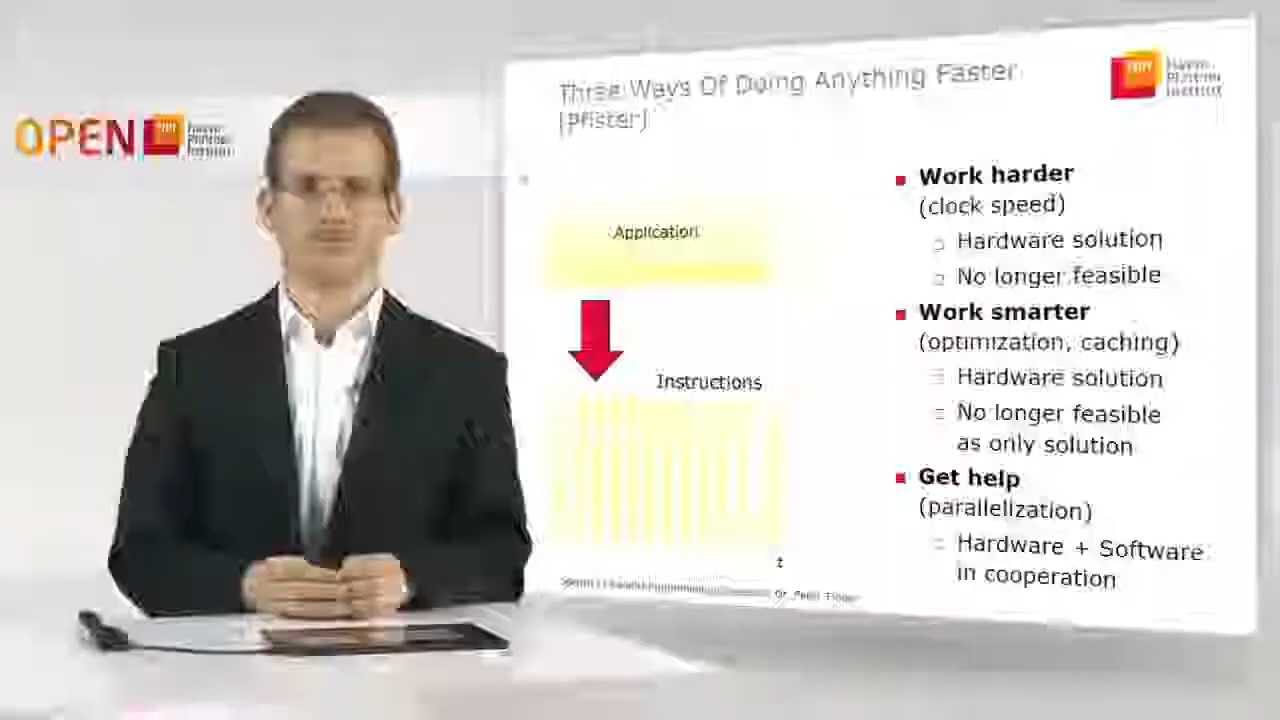 OPEN
Three Ways Of Doing Anything Faster
[Pfister]
Work harder
(clock speed)
Hardware solution
No longer feasible
Work smarter
(optimization, caching)
Hardware solution
No longer feasible
as only solution
Get help
(parallelization)
Hardware + Software
in cooperation
Application
Instructions
t